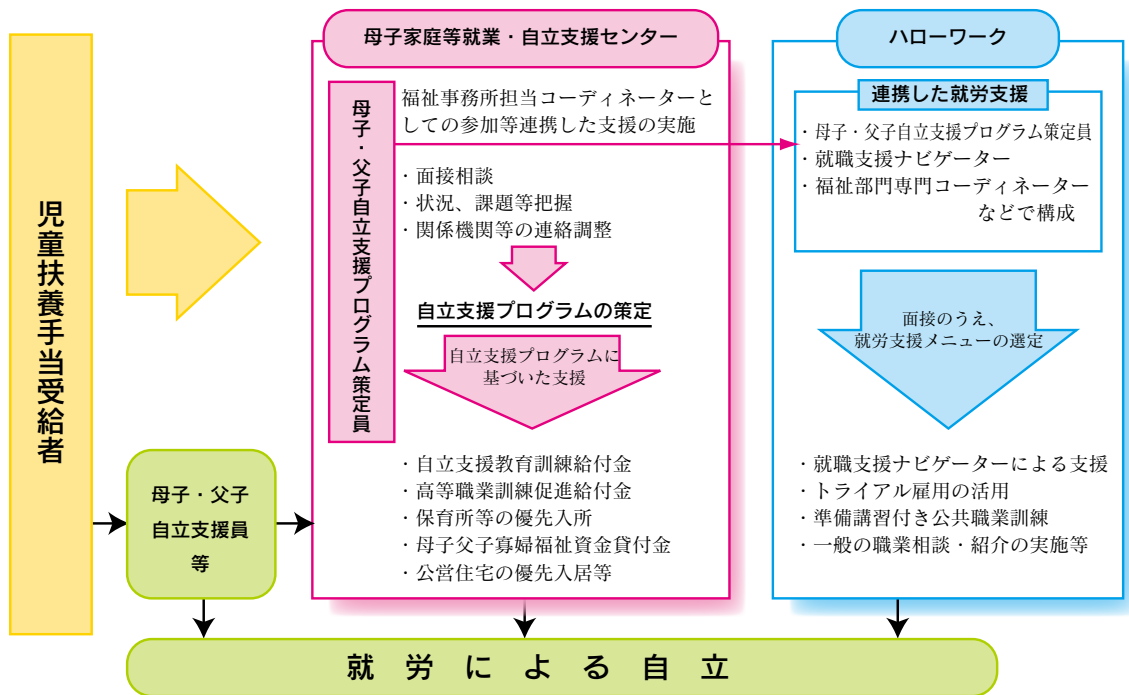 児童扶養手当受給者
母子・父子
自立支援員
等
母子家庭等就業・自立支援センター
母子・父子自立支援プログラム策定員
福祉事務所担当コーディネーターと
しての参加等連携した支援の実施
・面接相談
・状況、課題等把握
・関係機関等の連絡調整
自立支援プログラムの策定
自立支援プログラムに
基づいた支援
・自立支援教育訓練給付金
・高等職業訓練促進給付金
・保育所等の優先入所
・母子父子寡婦福祉資金貸付金
・公営住宅の優先入居等
ハローワーク
連携した就労支援
・母子・父子自立支援プログラム策定員
・就職支援ナビゲーター
・福祉部門専門コーディネーター
などで構成
面接のうえ、
就労支援メニューの選定
・就職支援ナビゲーターによる支援
・トライアル雇用の活用
・準備講習付き公共職業訓練
・一般の職業相談・紹介の実施等
就労による自立